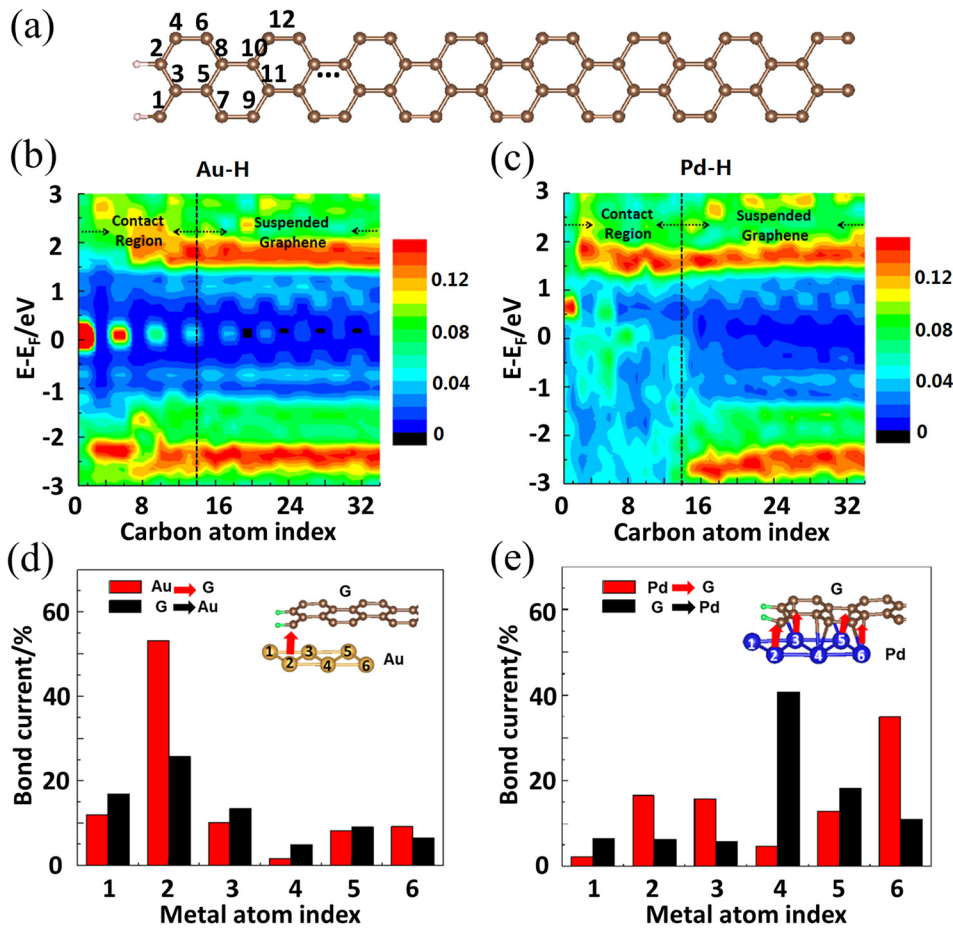 (a)
4 6 12
2 8 10
3 5 11
1 7 9
...
(b)
Au-H
Contact
Region
Suspended
Graphene
3
2
1
0
-1
-2
-3
E-E_F/eV
0 8 16 24 32
Carbon atom index
0.12
0.08
0.04
0
(c)
Pd-H
Contact
Region
Suspended
Graphene
3
2
1
0
-1
-2
-3
E-E_F/eV
0 8 16 24 32
Carbon atom index
0.12
0.08
0.04
0
(d)
Au → G
G → Au
G
Au
1 3 5
2 4 6
60
40
20
0
Bond current/%
1 2 3 4 5 6
Metal atom index
(e)
Pd → G
G → Pd
G
Pd
1 3 5
2 4 6
60
40
20
0
Bond current/%
1 2 3 4 5 6
Metal atom index